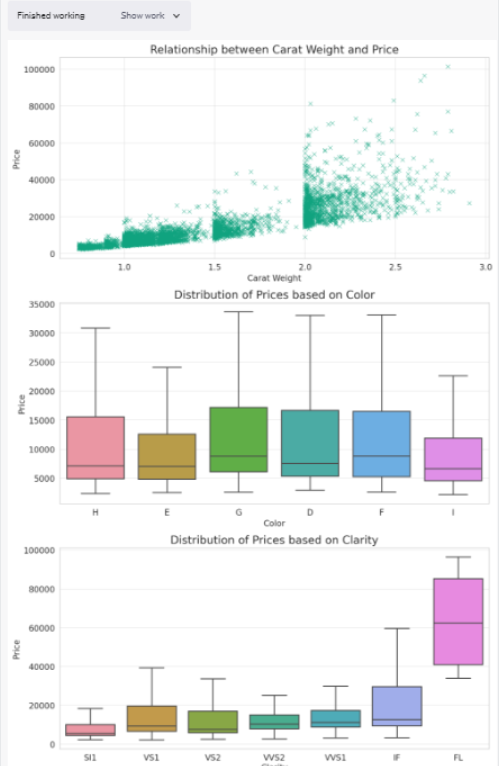 Finished working Show work
Relationship between Carat Weight and Price
100000
80000
60000
40000
20000
0
Price
1.0 1.5 2.0 2.5 3.0
Carat Weight
Distribution of Prices based on Color
35000
30000
25000
20000
15000
10000
5000
Price
H E G D F I
Color
Distribution of Prices based on Clarity
100000
80000
60000
40000
20000
0
Price
SI1 VS1 VS2 VVS2 VVS1 IF FL